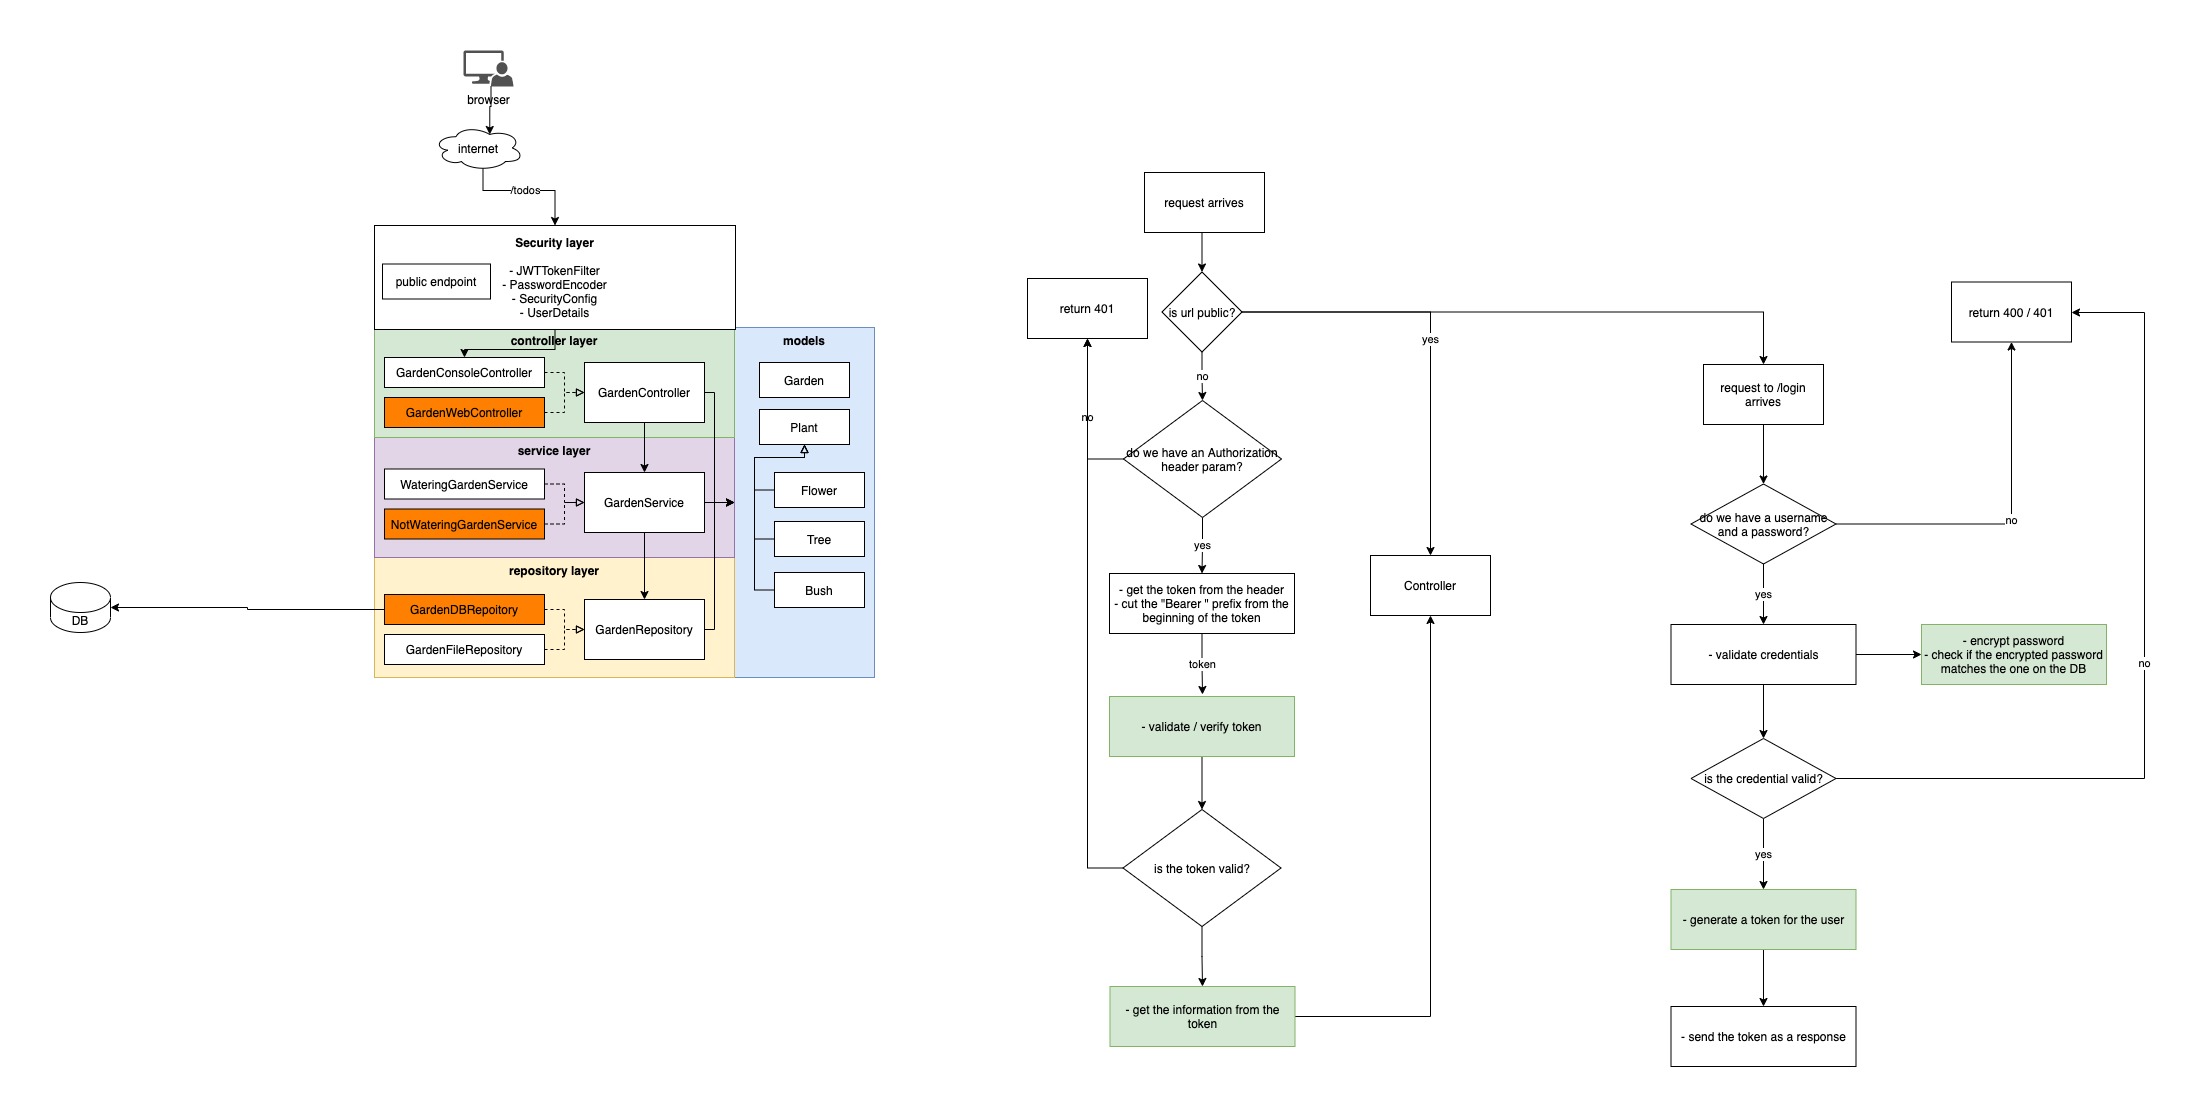 browser
internet
/todos
Security layer
public endpoint
- JWTTokenFilter
- PasswordEncoder
- SecurityConfig
- UserDetails
controller layer
GardenConsoleController
GardenWebController
GardenController
service layer
WateringGardenService
NotWateringGardenService
GardenService
repository layer
GardenDBRepoitory
GardenFileRepository
GardenRepository
DB
models
Garden
Plant
Flower
Tree
Bush
request arrives
return 401
is url public?
yes
no
no
do we have an Authorization
header param?
yes
- get the token from the header
- cut the "Bearer " prefix from the
beginning of the token
token
- validate / verify token
is the token valid?
- get the information from the
token
Controller
request to /login
arrives
return 400 / 401
do we have a username
and a password?
no
yes
- validate credentials
- encrypt password
- check if the encrypted password
matches the one on the DB
no
is the credential valid?
yes
- generate a token for the user
- send the token as a response